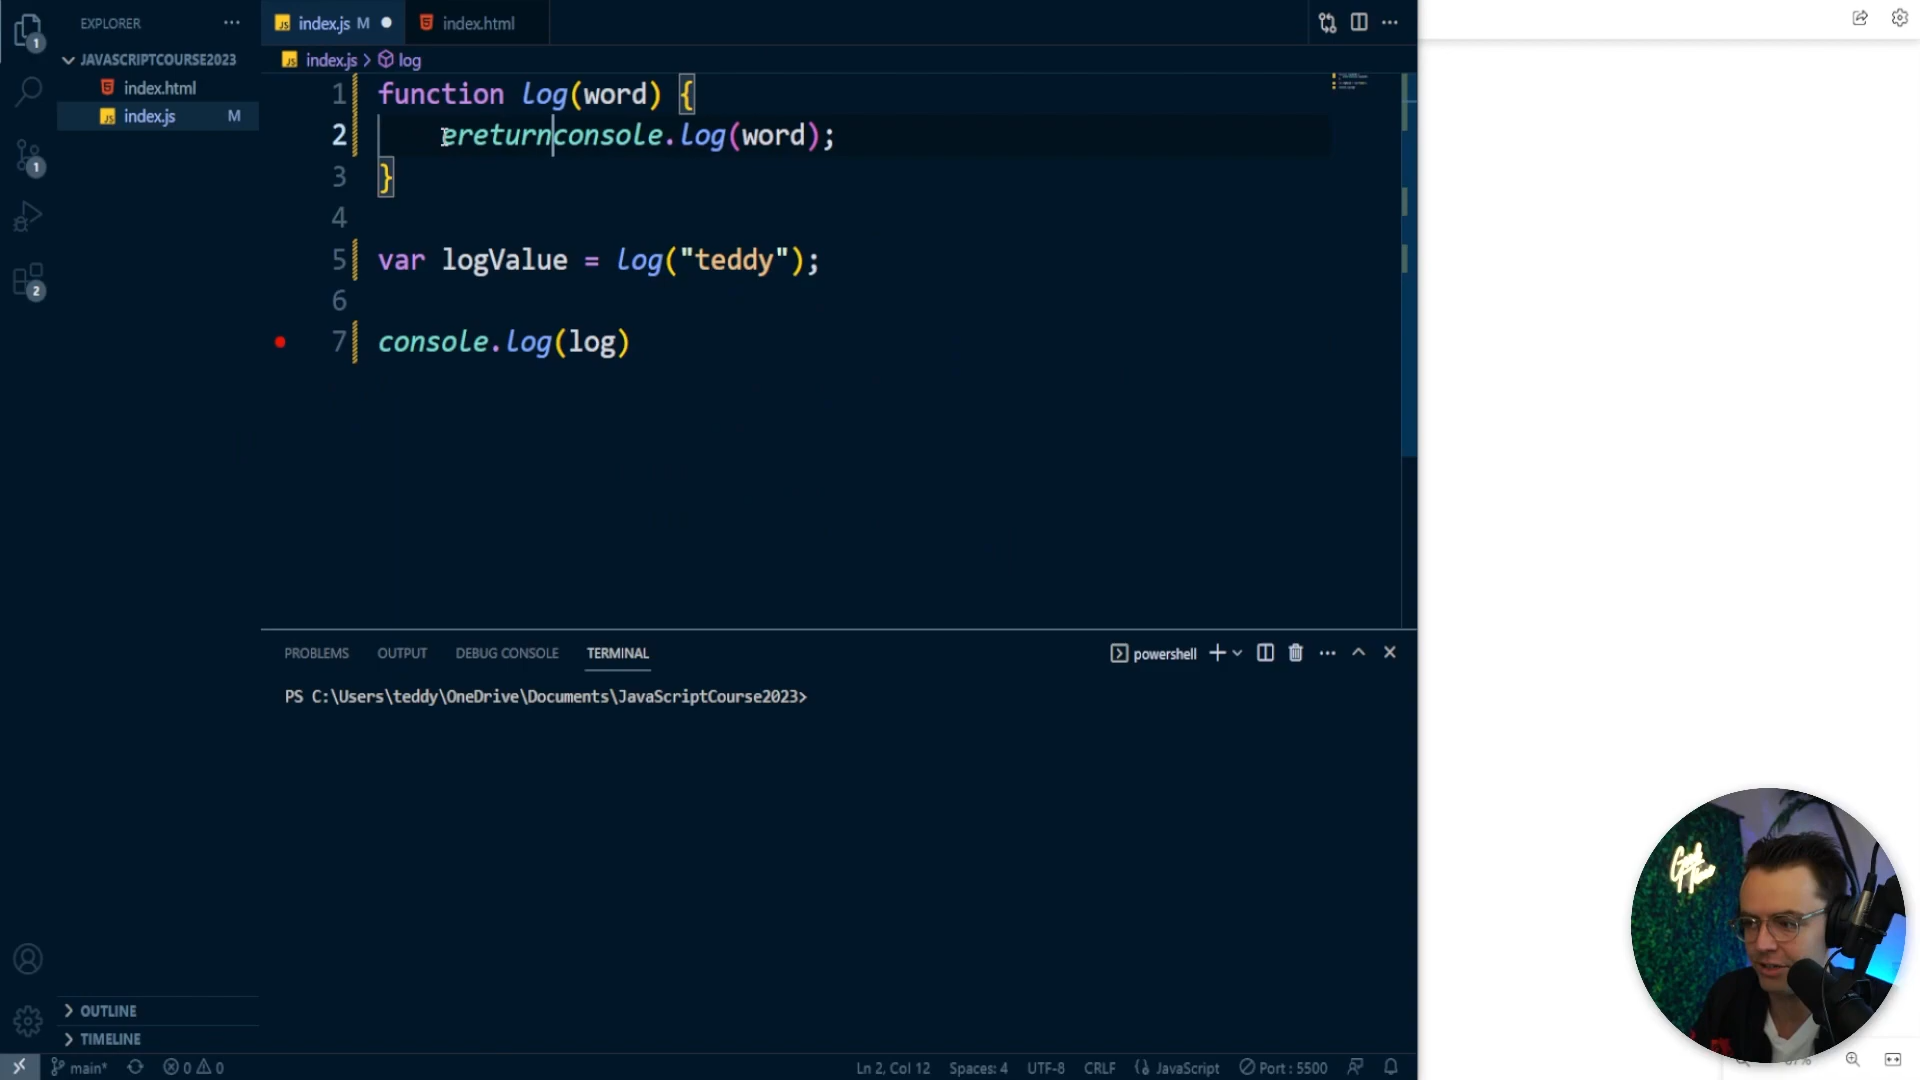 EXPLORER
JAVASCRIPTCOURSE2023
index.html
index.js M
index.js M
index.html
index.js > log
1 function log(word) {
2 ereturnconsole.log(word);
3 }
4
5 var logValue = log("teddy");
6
7 console.log(log)
PROBLEMS OUTPUT DEBUG CONSOLE TERMINAL
powershell
PS C:\Users\teddy\OneDrive\Documents\JavaScriptCourse2023>
OUTLINE
TIMELINE
main* 0 0
Ln 2, Col 12 Spaces: 4 UTF-8 CRLF JavaScript Port : 5500
1
1
2